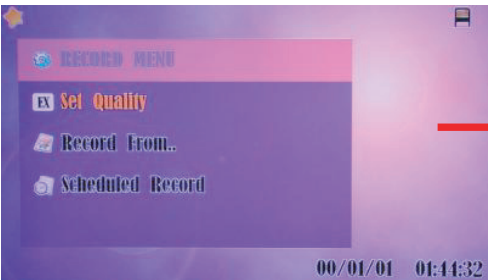 RECORD MENU
EX Set Quality
Record From..
Scheduled Record
00/01/01 01:44:32